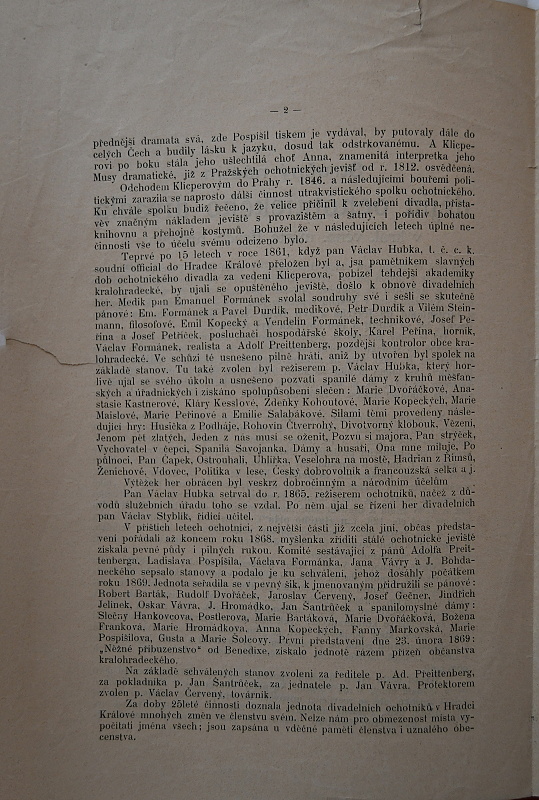 — 2 —
přednější dramata svá, zde Pospíšil tiskem je vydával, by putovaly dále do
celých Čech a budily lásku k jazyku, dosud tak odstrkovanému. A Klicpe-
rovi po boku stála jeho ušlechtilá choť Anna, znamenitá interpretka jeho
Musy dramatické, již z Pražských ochotnických jevišť od r. 1812. osvědčená.
Odchodem Klicperovým do Prahy r. 1846. a následujícími bouřemi poli-
tickými zarazila se naprosto další činnost utrakvistického spolku ochotnického.
Ku chvále spolku budiž řečeno, že velice přičinil k zvelebení divadla, přista-
věv značným nákladem jeviště s provazištěm a šatny, i pořídiv bohatou
knihovnu a přehojně kostymů. Bohužel že v následujících letech úplné ne-
činnosti vše to účelu svému odcizeno bylo.
Teprvé po 15 letech v roce 1861, když pan Václav Hubka, t. č. c. k.
soudní official do Hradce Králové přeložen byl a, jsa pamětníkem slavných
dob ochotnického divadla za vedení Klicperova, pobízel tehdejší akademiky
kralohradecké, by ujali se opuštěného jeviště, došlo k obnově divadelních
her. Medik pan Emanuel Formánek svolal soudruhy své i sešli se skutečně
pánové: Em. Formánek a Pavel Durdík, medikové, Petr Durdík a Vilém Stein-
mann, filosofové, Emil Kopecký a Vendelín Formánek, technikové, Josef Pe-
řina a Josef Petříček, posluchači hospodářské školy, Karel Peřina, horník,
Václav Formánek, realista a Adolf Preittenberg, pozdější kontrolor obce kra-
lohradecké. Ve schůzi té usneseno pilně hráti, aniž by utvořen byl spolek na
základě stanov. Tu také zvolen byl režiserem p. Václav Hubka, který hor-
livě ujal se svého úkolu a usneseno pozvati spanilé dámy z kruhů měšťan-
ských a úřadnických i získáno spolupůsobení slečen: Marie Dvořáčkové, Ana-
stasie Kastnerové, Kláry Kesslové, Zdeňky Kohoutové, Marie Kopeckých, Marie
Maislové, Marie Peřinové a Emilie Salabákové. Silami těmi provedeny násle-
dující hry: Husička z Podháje, Rohovín Čtverrohý, Divotvorný klobouk, Vězení,
Jenom pět zlatých, Jeden z nás musí se oženit, Pozvu si majora, Pan strýček,
Vychovatel v čepci, Spanilá Savojanka, Dámy a husaři, Ona mne miluje, Po
půlnoci, Pan Čapek, Ostrouhali, Uhlířka, Veselohra na mostě, Hadrian z Římsů,
Ženichové, Vdovec, Politika v lese, Český dobrovolník a francouzská selka a j.
Výtěžek her obrácen byl veskrz dobročinným a národním účelům
Pan Václav Hubka setrval do r. 1865. režiserem ochotníků, načež z dů-
vodů služebních úřadu toho se vzdal. Po něm ujal se řízení her divadelních
pan Václav Styblík, řídící učitel.
V příštích letech ochotníci, z největší části již zcela jiní, občas předsta-
vení pořádali až koncem roku 1868. myšlenka zříditi stálé ochotnické jeviště
získala pevné půdy i pilných rukou. Komité sestávající z pánů Adolfa Preit-
tenberga, Ladislava Pospíšila, Václava Formánka, Jana Vávry a J. Bohda-
neckého sepsalo stanovy a podalo je ku schválení, jehož dosáhly počátkem
roku 1869. Jednota seřadila se v pevný šik, k jmenovaným přidružili se pánové:
Robert Barták, Rudolf Dvořáček, Jaroslav Červený, Josef Gečner, Jindřich
Jelínek, Oskar Vávra, J. Hromádko, Jan Šantrůček a spanilomyslné dámy:
Slečny Hankovcova, Postlerova, Marie Bartáková, Marie Dvořáčková, Božena
Franková, Marie Hromádkova, Anna Kopeckých, Fanny Markovská, Marie
Pospíšilova, Gusta a Marie Šolcovy. První představení dne 23. února 1869:
„Něžné příbuzenstvo“ od Benedixe, získalo jednotě rázem přízeň občanstva
kralohradeckého.
Na základě schválených stanov zvoleni za ředitele p. Ad. Preittenberg,
za pokladníka p. Jan Šantrůček, za jednatele p. Jan Vávra. Protektorem
zvolen p. Václav Červený, továrník.
Za doby 25leté činnosti doznala jednota divadelních ochotníků v Hradci
Králové mnohých změn ve členstvu svém. Nelze nám pro obmezenost místa vy-
počítati jména všech; jsou zapsána u vděčné paměti členstva i uznalého obe-
censtva.